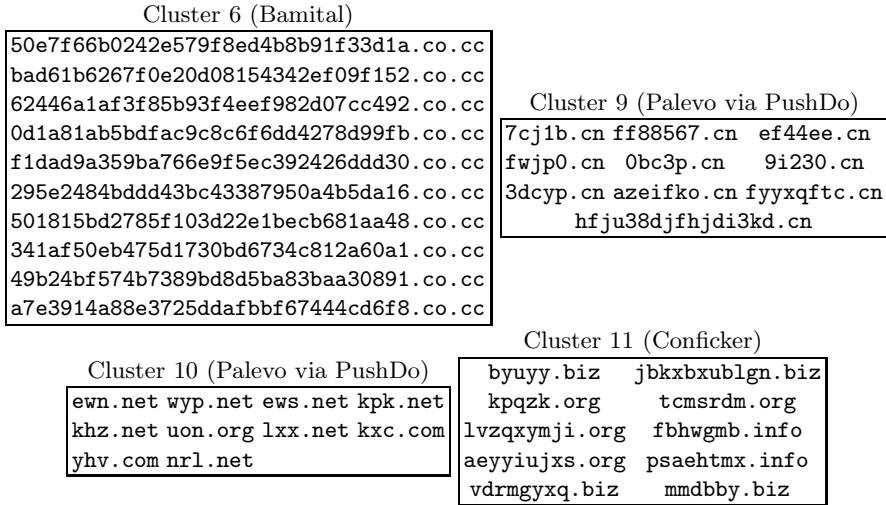 Cluster 6 (Bamital)
50e7f66b0242e579f8ed4b8b91f33d1a.co.cc
bad61b6267f0e20d08154342ef09f152.co.cc
62446a1af3f85b93f4eef982d07cc492.co.cc
0d1a81ab5bdfac9c8c6f6dd4278d99fb.co.cc
f1dad9a359ba766e9f5ec392426ddd30.co.cc
295e2484bddd43bc43387950a4b5da16.co.cc
501815bd2785f103d22e1becb681aa48.co.cc
341af50eb475d1730bd6734c812a60a1.co.cc
49b24bf574b7389bd8d5ba83baa30891.co.cc
a7e3914a88e3725ddafbbf67444cd6f8.co.cc
Cluster 9 (Palevo via PushDo)
7cj1b.cn ff88567.cn ef44ee.cn
fwjp0.cn 0bc3p.cn 9i230.cn
3dcyp.cn azeifko.cn fyyxqftc.cn
hfju38djfhjdi3kd.cn
Cluster 10 (Palevo via PushDo)
ewn.net wyp.net ews.net kpk.net
khz.net uon.org lxx.net kxc.com
yhv.com nrl.net
Cluster 11 (Conficker)
byuyy.biz jbkxbxublgn.biz
kpqzk.org tcmsrdm.org
lvzqxymji.org fbhwgmb.info
aeyyiujxs.org psaehtmx.info
vdrmgyxq.biz mmdbby.biz